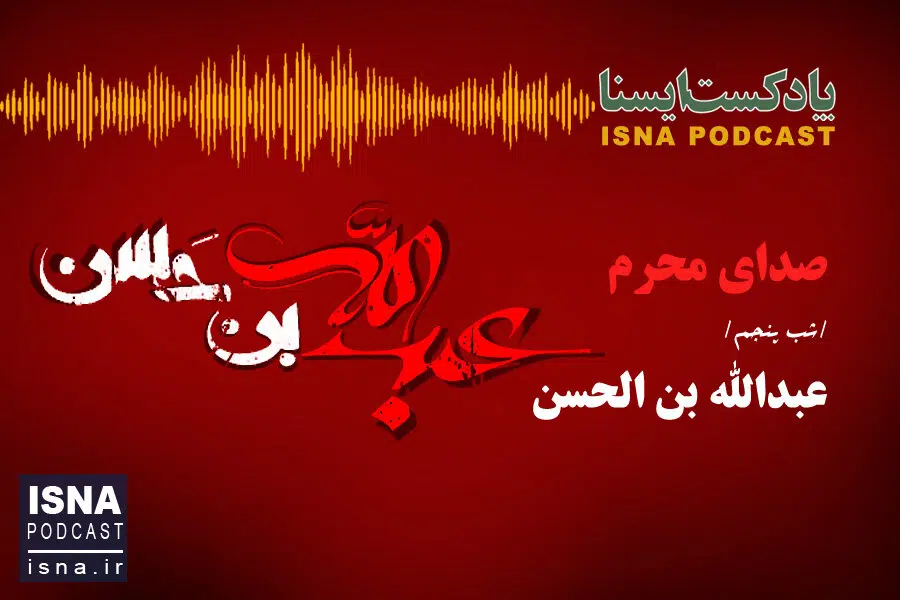 پادکست ایسنا
ISNA PODCAST
صدای محرم
/شب پنجم/
عبدالله بن الحسن
عبدالله بن حسن
ISNA
PODCAST
isna.ir